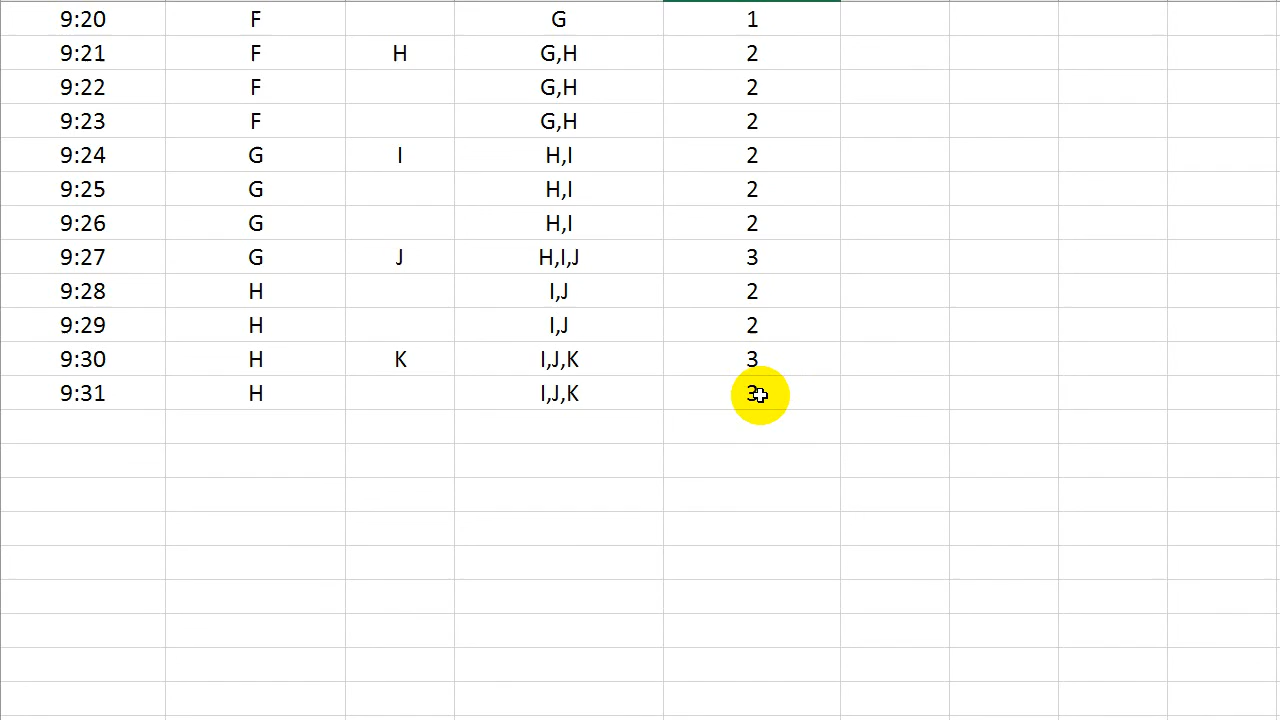 9:20 F G 1
9:21 F H G,H 2
9:22 F G,H 2
9:23 F G,H 2
9:24 G I H,I 2
9:25 G H,I 2
9:26 G H,I 2
9:27 G J H,I,J 3
9:28 H I,J 2
9:29 H I,J 2
9:30 H K I,J,K 3
9:31 H I,J,K 3